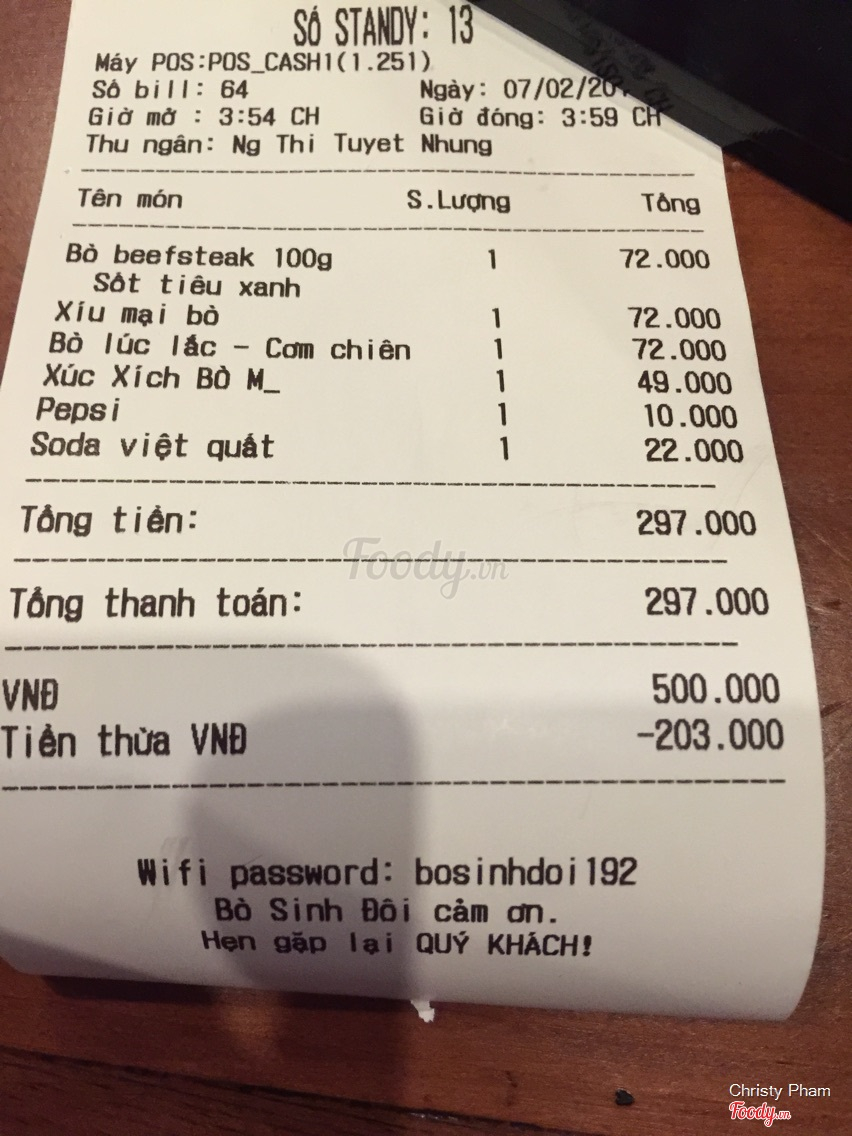 Số STANDY: 13
Máy POS:POS_CASH1(1.251)
Số bill: 64 Ngày: 07/02/20
Giờ mở : 3:54 CH Giờ đóng: 3:59 CH
Thu ngân: Ng Thi Tuyet Nhung
Tên món S.Lượng Tổng
Bò beefsteak 100g 1 72.000
Sốt tiêu xanh
Xíu mại bò 1 72.000
Bò lúc lắc - Cơm chiên 1 72.000
Xúc Xích BÒ M_ 1 49.000
Pepsi 1 10.000
Soda việt quất 1 22.000
Tổng tiền: 297.000
Foody.vn
Tổng thanh toán: 297.000
VNĐ 500.000
Tiền thừa VNĐ -203.000
Wifi password: bosinhdoi192
Bò Sinh Đôi cảm ơn.
Hẹn gặp lại QUÝ KHÁCH!
Christy Pham
Foody.vn